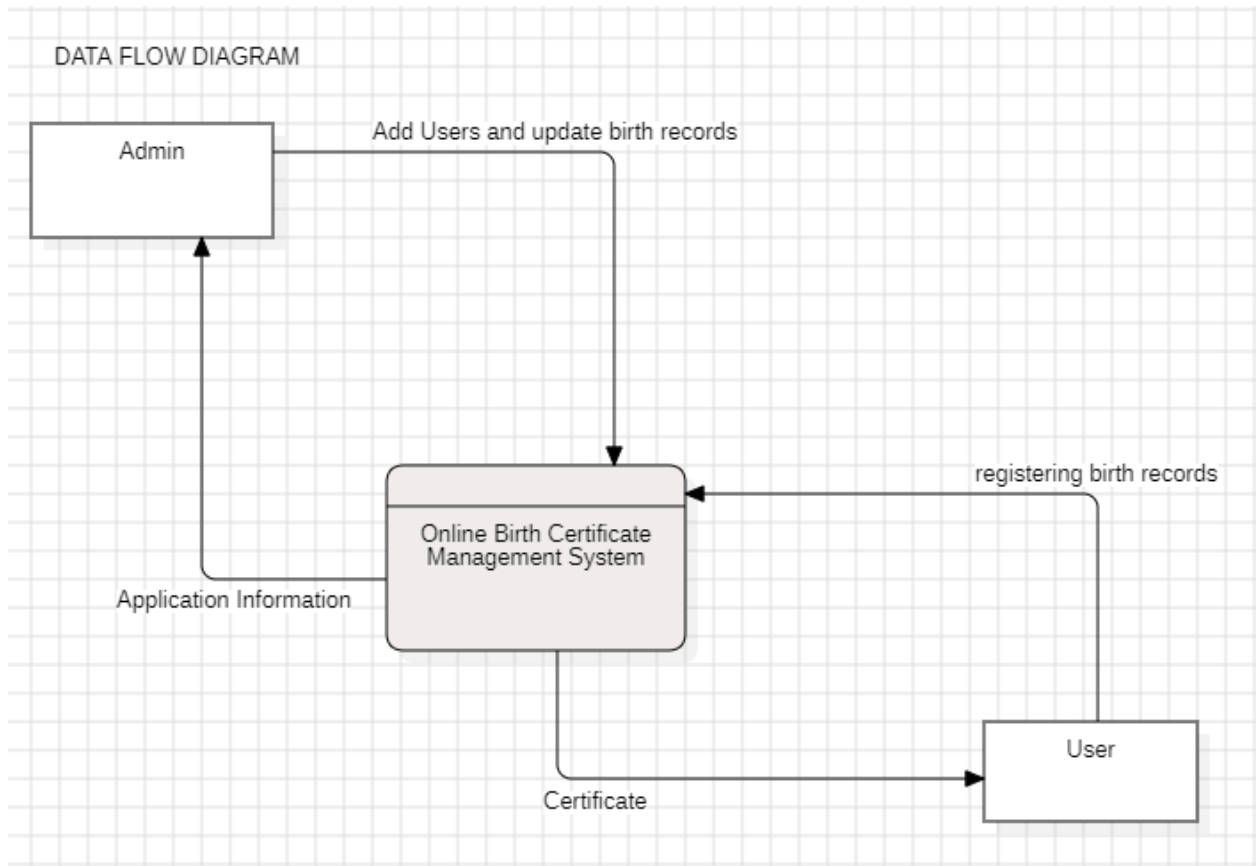 DATA FLOW DIAGRAM
Add Users and update birth records
Admin
registering birth records
Online Birth Certificate
Management System
Application Information
User
Certificate